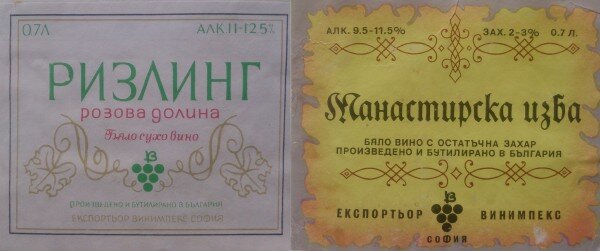 0.7Л АЛК 11-12.5%
РИЗЛИНГ
розова долина
Бяло сухо вино
ВИ
ПРОИЗВЕДЕНО И БУТИЛИРАНО В БЪЛГАРИЯ
ЕКСПОРТЬОР ВИНИМПЕКС СОФИЯ
АЛК. 9.5-11.5% ЗАХ. 2-3% 0.7 Л.
Манастирска изба
БЯЛО ВИНО С ОСТАТЪЧНА ЗАХАР
ПРОИЗВЕДЕНО И БУТИЛИРАНО В БЪЛГАРИЯ
ВИ
ЕКСПОРТЬОР ВИНИМПЕКС
СОФИЯ